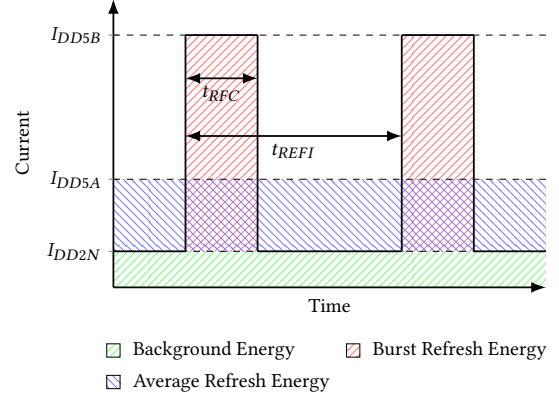 I_DD5B
t_RFC
t_REFI
Current
I_DD5A
I_DD2N
Time
Background Energy
Burst Refresh Energy
Average Refresh Energy